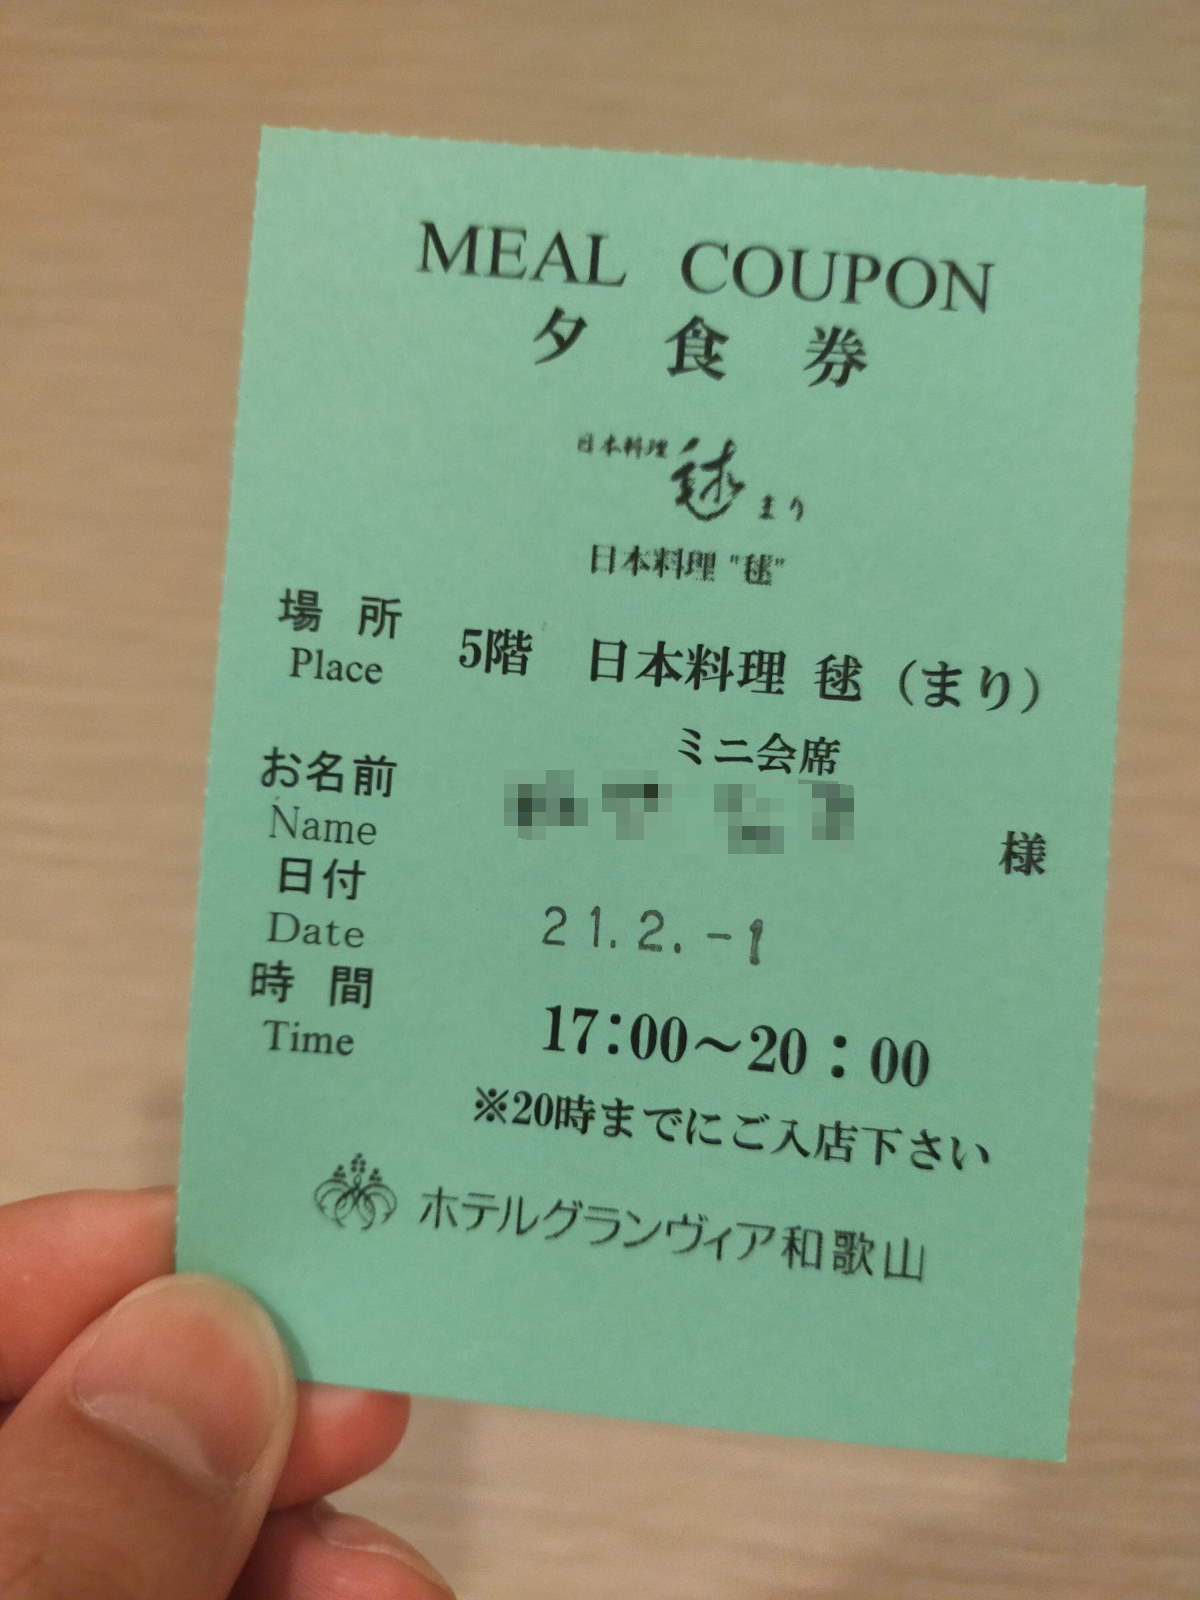 MEAL COUPON
夕食券
日本料理 毬 まり
日本料理 "毬"
場所 5階 日本料理 毬（まり）
Place
ミニ会席
お名前
Name 様
日付
Date 21.2.-1
時間
Time 17:00～20：00
※20時までにご入店下さい
ホテルグランヴィア和歌山